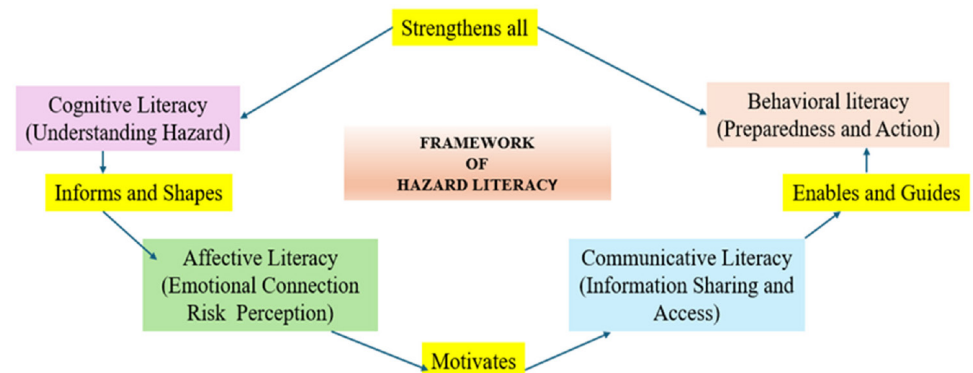 Strengthens all
Cognitive Literacy
(Understanding Hazard)
Behavioral literacy
(Preparedness and Action)
FRAMEWORK
OF
HAZARD LITERACY
Informs and Shapes
Enables and Guides
Affective Literacy
(Emotional Connection
Risk Perception)
Communicative Literacy
(Information Sharing and
Access)
Motivates